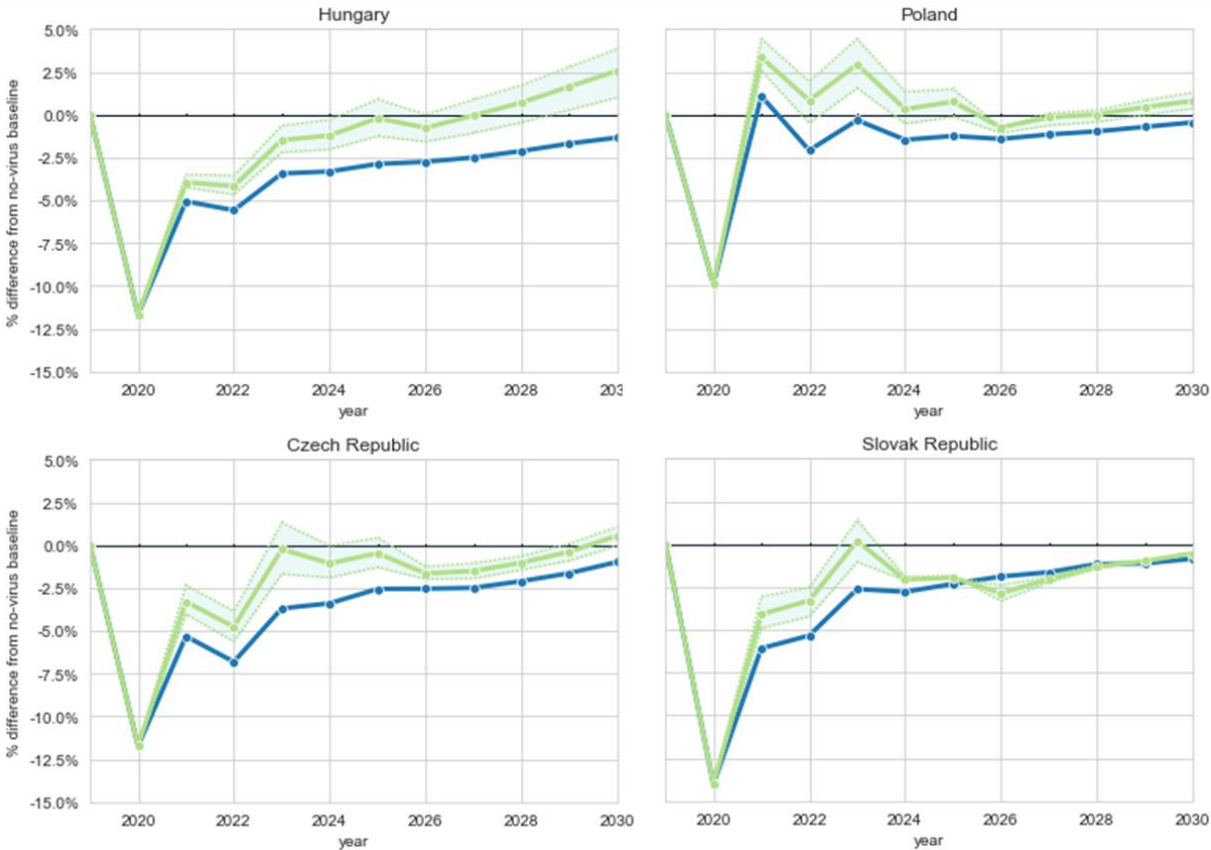 Hungary
Poland
5.0%
2.5%
0.0%
-2.5%
-5.0%
-7.5%
-10.0%
-12.5%
-15.0%
% difference from no-virus baseline
2020 2022 2024 2026 2028 203
year
2020 2022 2024 2026 2028 2030
year
Czech Republic
Slovak Republic
5.0%
2.5%
0.0%
-2.5%
-5.0%
-7.5%
-10.0%
-12.5%
-15.0%
% difference from no-virus baseline
2020 2022 2024 2026 2028 2030
year
2020 2022 2024 2026 2028 2030
year